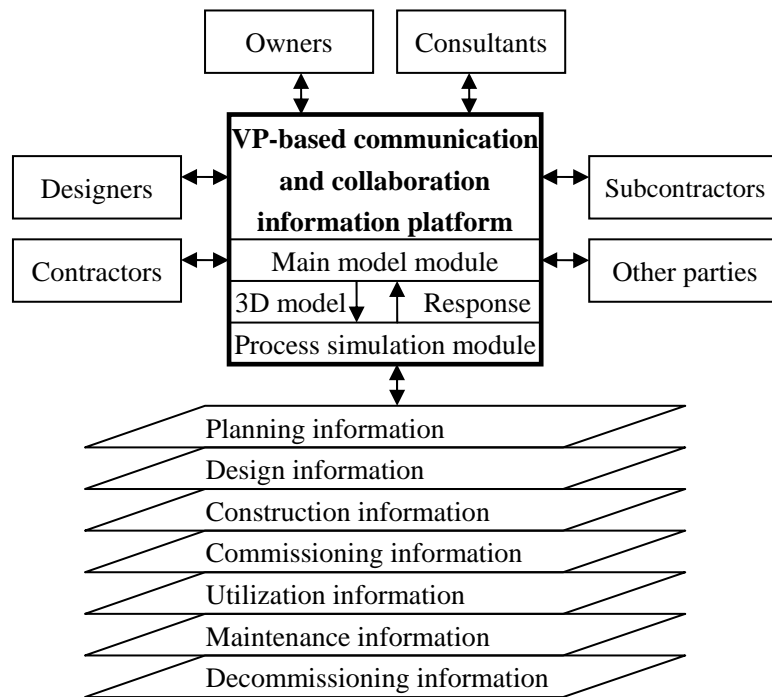 Owners
Consultants
VP-based communication
and collaboration
information platform
Designers
Subcontractors
Contractors
Main model module
Other parties
3D model
Response
Process simulation module
Planning information
Design information
Construction information
Commissioning information
Utilization information
Maintenance information
Decommissioning information